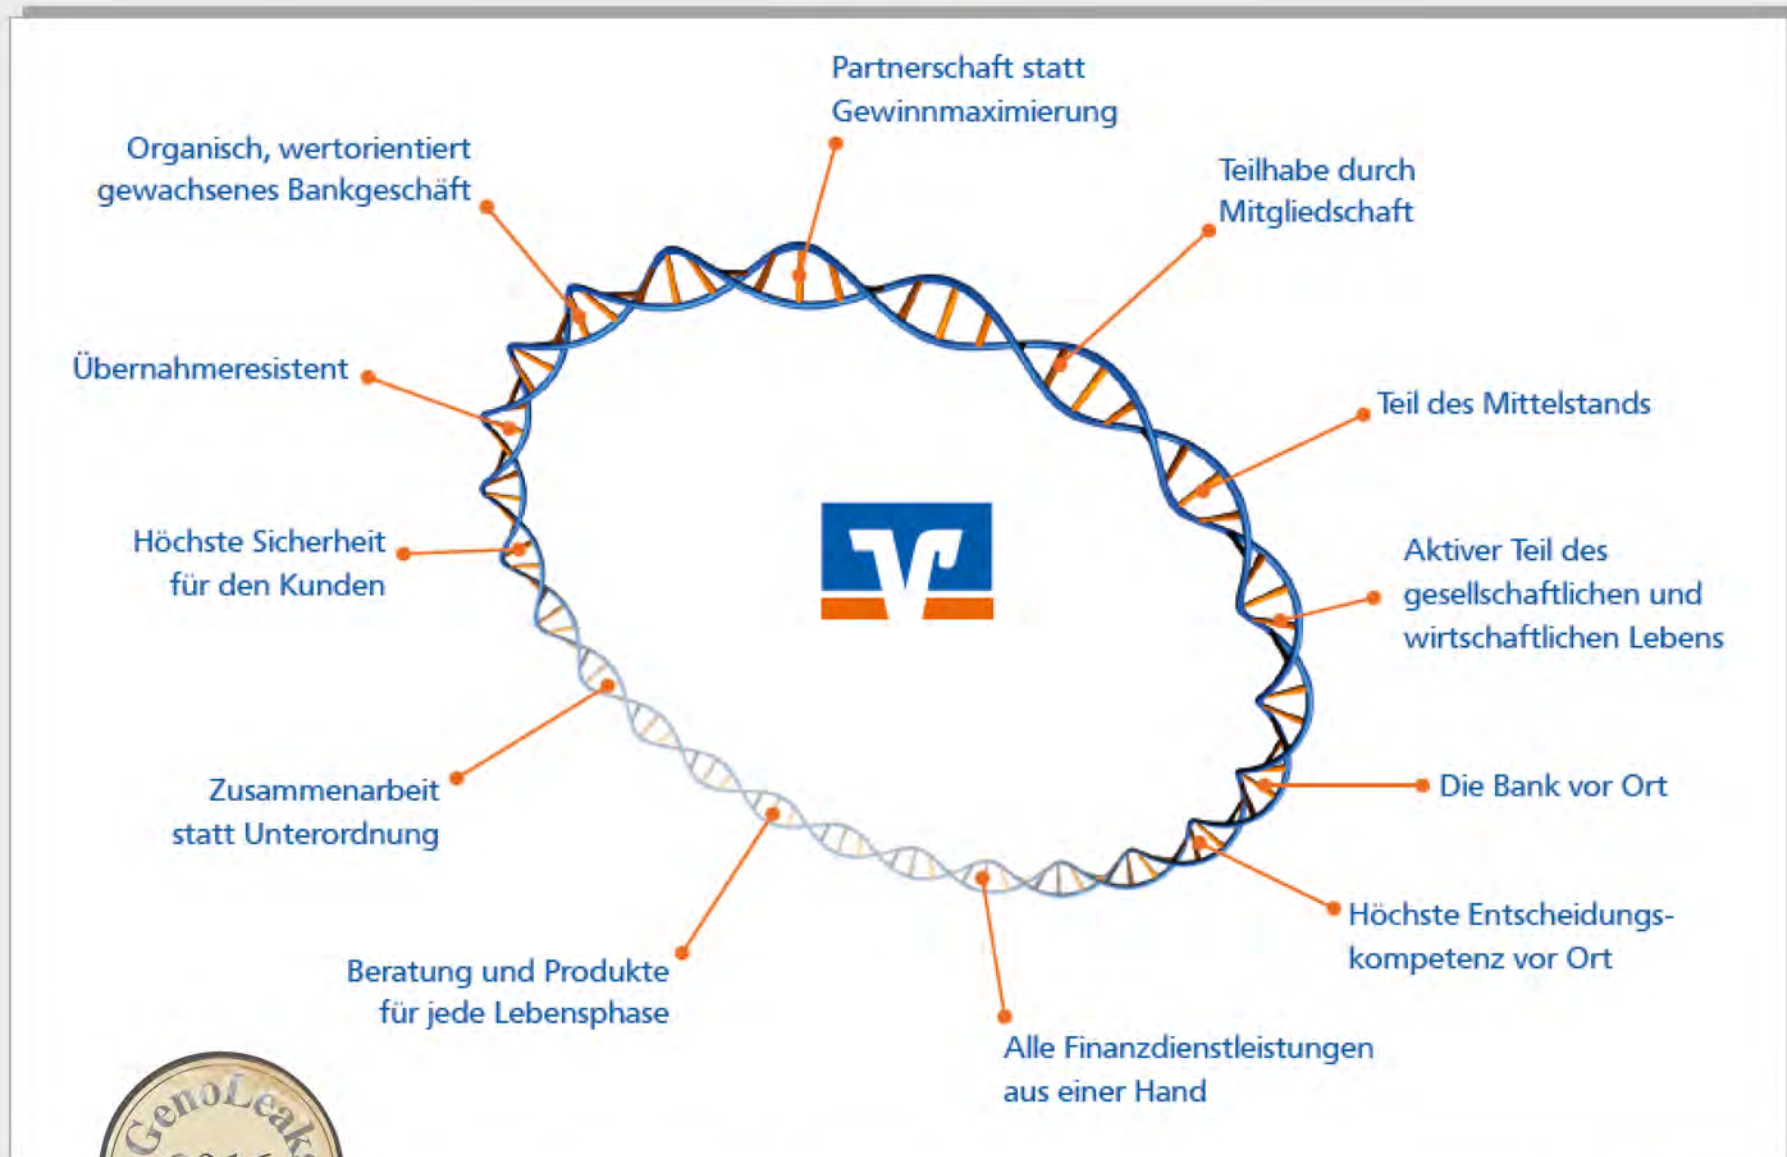 Partnerschaft statt
Gewinnmaximierung
Organisch, wertorientiert
gewachsenes Bankgeschäft
Teilhabe durch
Mitgliedschaft
Übernahmeresistent
Teil des Mittelstands
Höchste Sicherheit
für den Kunden
Aktiver Teil des
gesellschaftlichen und
wirtschaftlichen Lebens
Zusammenarbeit
statt Unterordnung
Die Bank vor Ort
Höchste Entscheidungs-
kompetenz vor Ort
Beratung und Produkte
für jede Lebensphase
Alle Finanzdienstleistungen
aus einer Hand
GenoLeaks